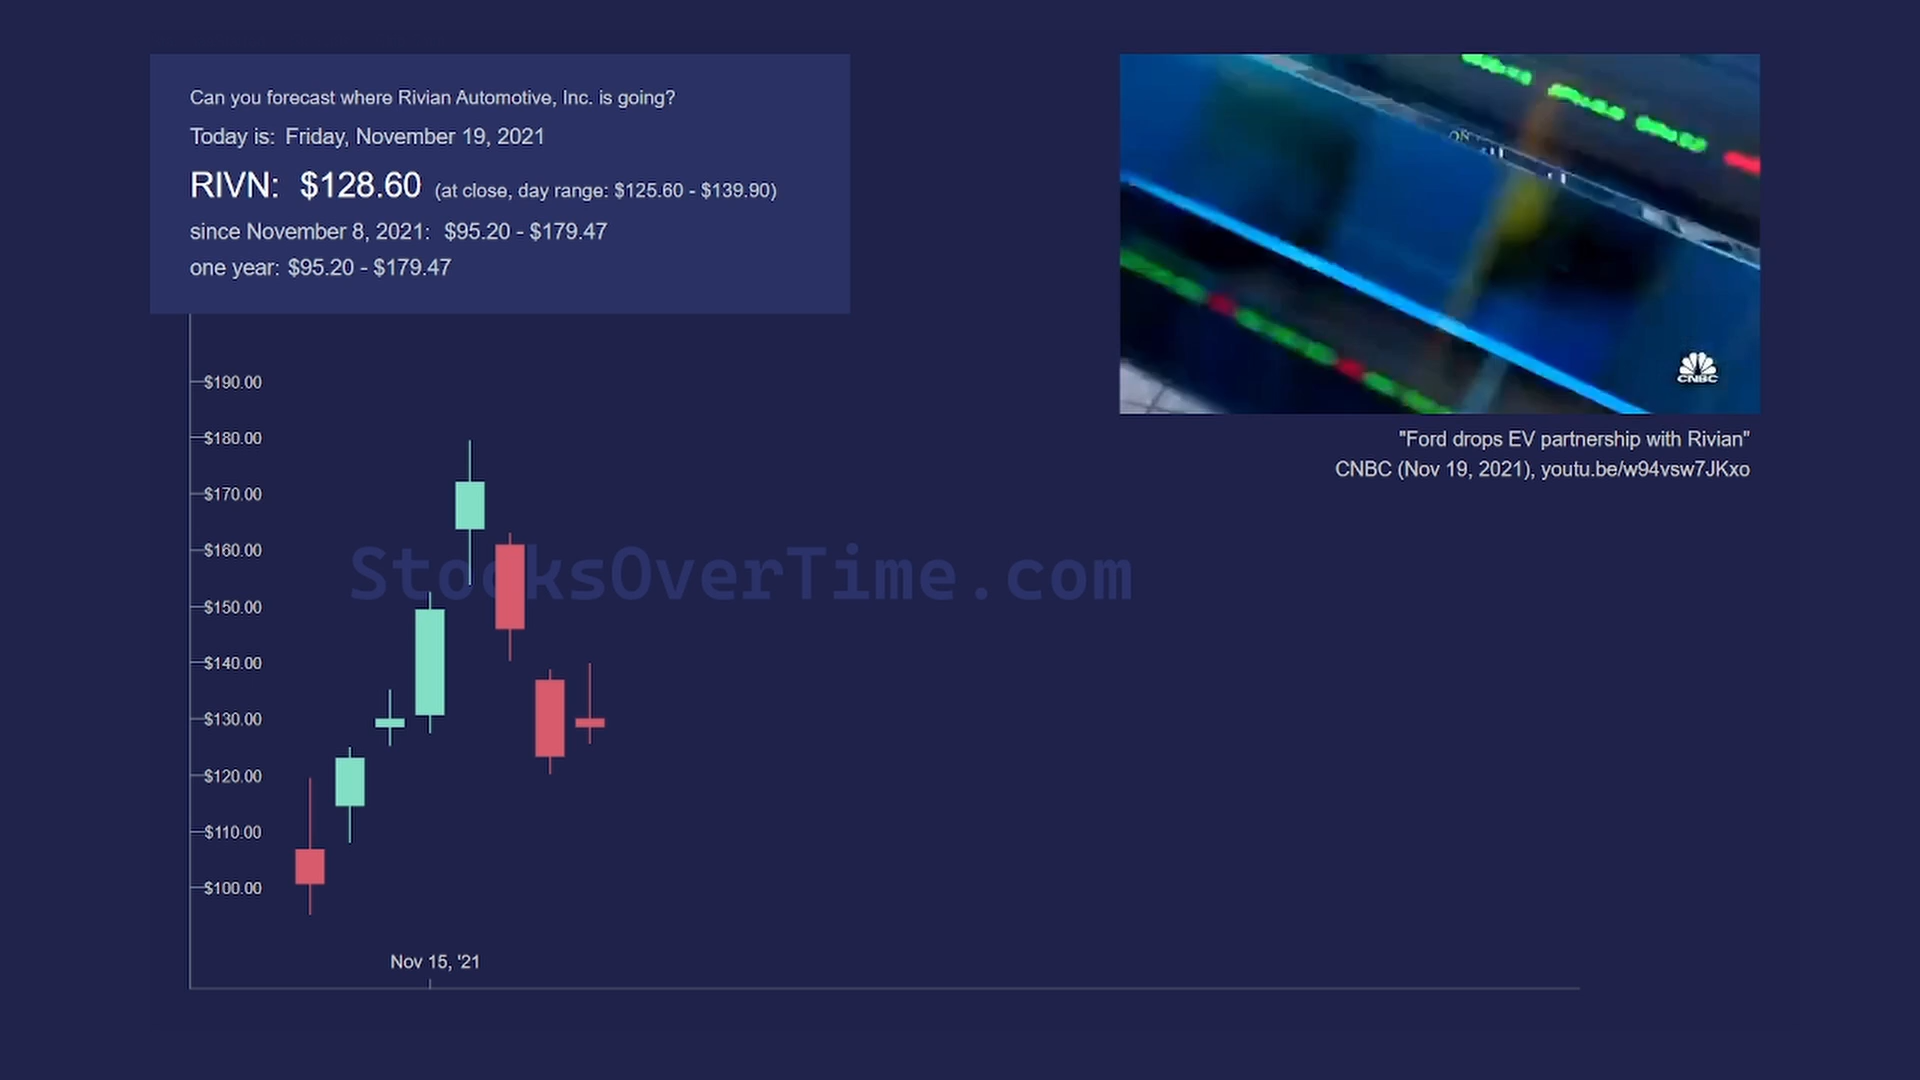 Can you forecast where Rivian Automotive, Inc. is going?
Today is: Friday, November 19, 2021
RIVN: $128.60 (at close, day range: $125.60 - $139.90)
since November 8, 2021: $95.20 - $179.47
one year: $95.20 - $179.47
CNBC
"Ford drops EV partnership with Rivian"
CNBC (Nov 19, 2021), youtu.be/w94vsw7JKxo
$190.00
$180.00
$170.00
$160.00
$150.00
$140.00
$130.00
$120.00
$110.00
$100.00
StocksOverTime.com
Nov 15, '21